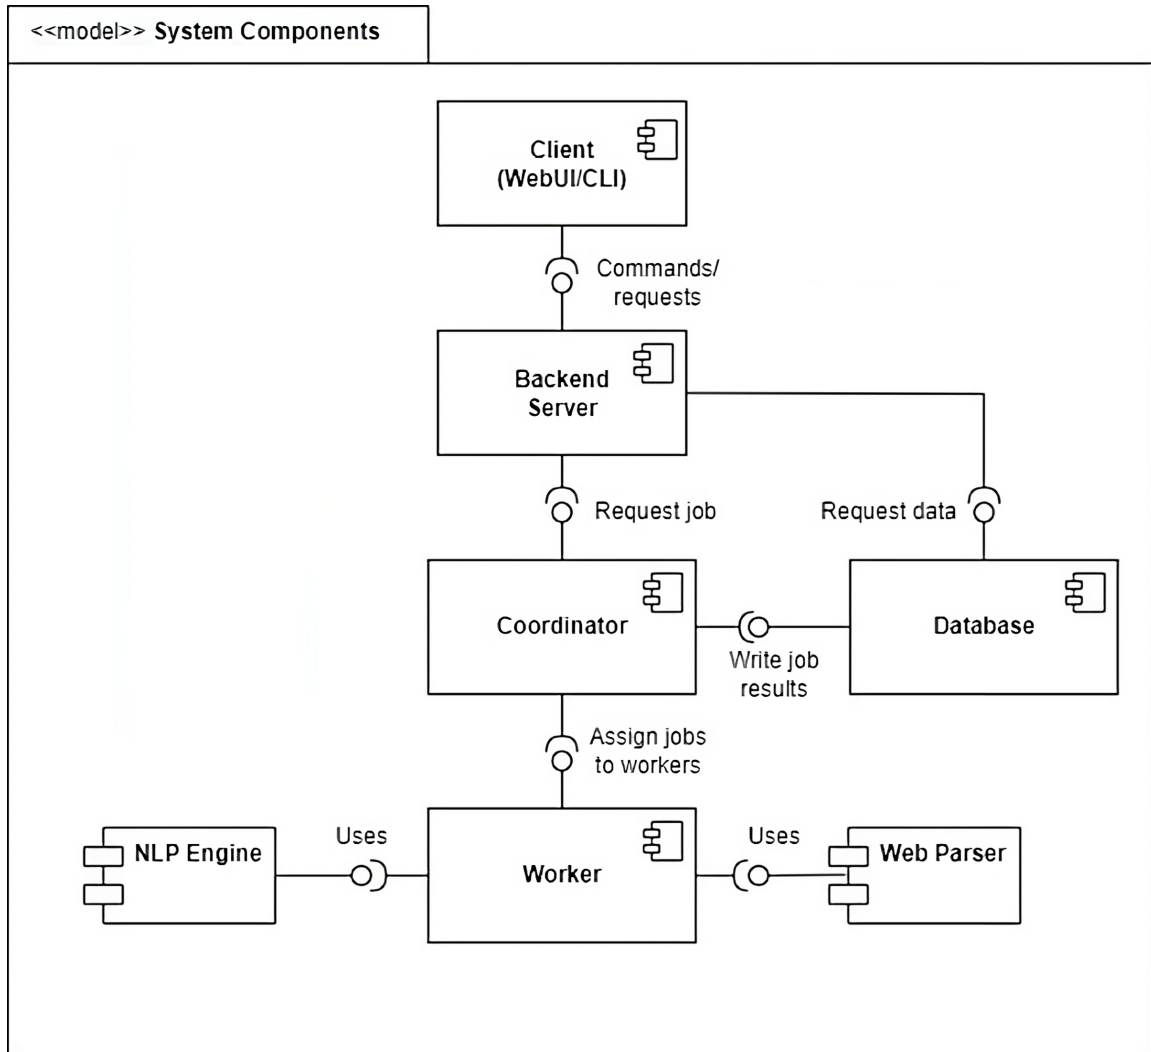 <<model>> System Components
Client
(WebUI/CLI)
Commands/
requests
Backend
Server
Request job
Request data
Coordinator
Database
Write job
results
Assign jobs
to workers
NLP Engine
Uses
Worker
Uses
Web Parser